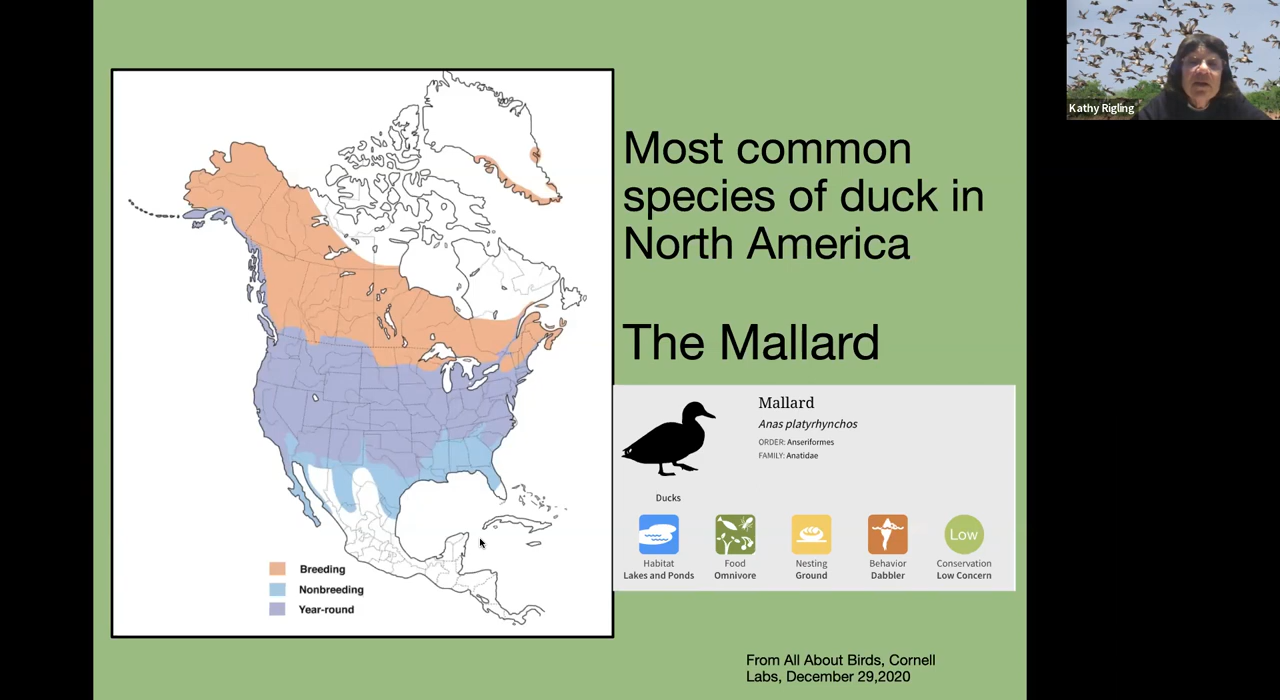 Kathy Rigling
Most common
species of duck in
North America
The Mallard
Mallard
Anas platyrhynchos
ORDER: Anseriformes
FAMILY: Anatidae
Ducks
Low
Habitat
Lakes and Ponds
Food
Omnivore
Nesting
Ground
Behavior
Dabbler
Conservation
Low Concern
Breeding
Nonbreeding
Year-round
From All About Birds, Cornell
Labs, December 29,2020